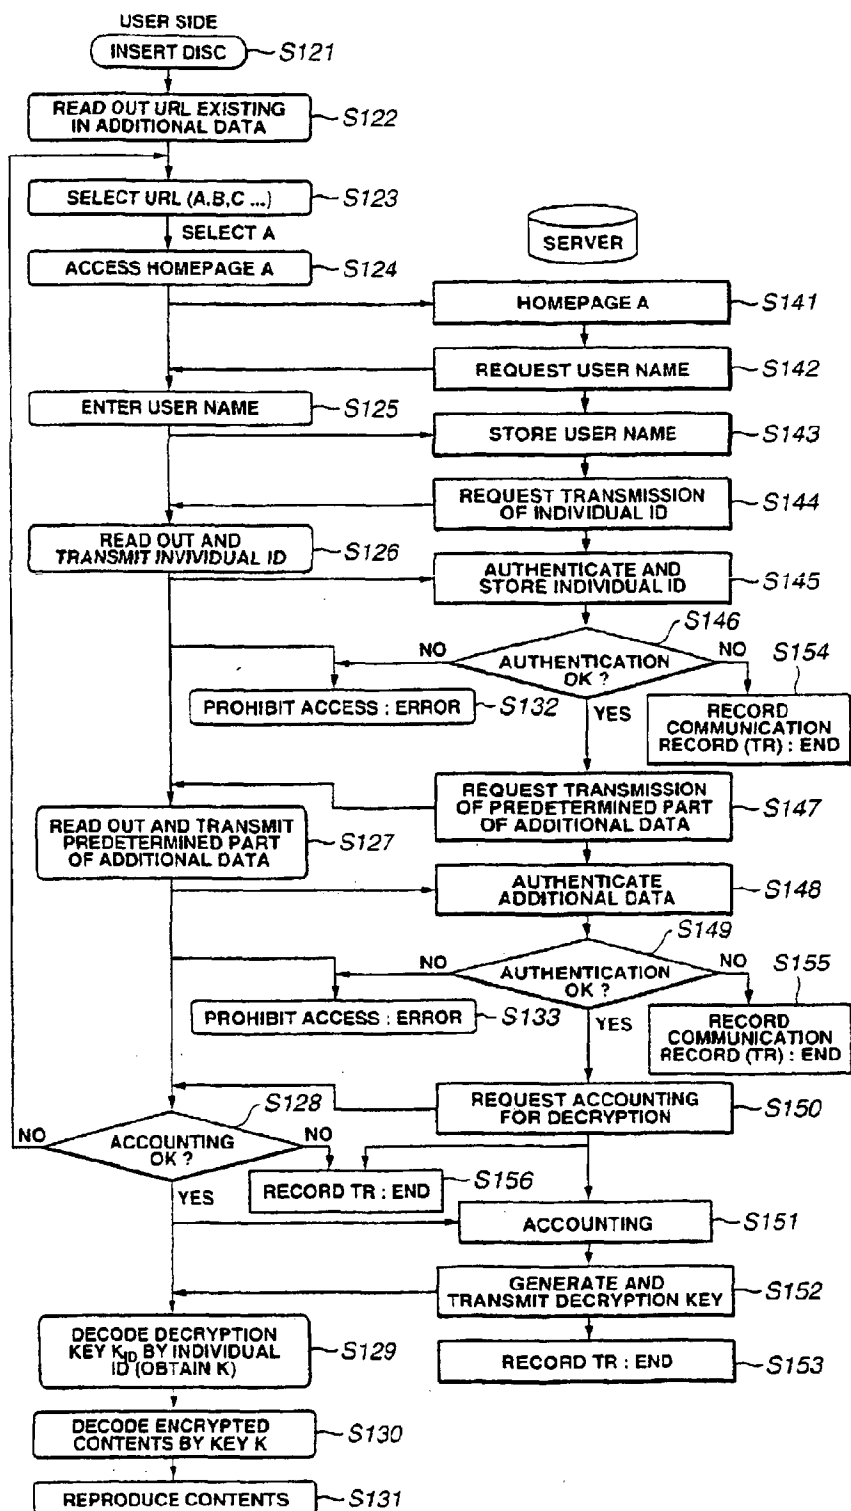 USER SIDE
INSERT DISC
S121
READ OUT URL EXISTING
IN ADDITIONAL DATA
S122
SELECT URL (A,B,C ...)
S123
SELECT A
SERVER
ACCESS HOMEPAGE A
S124
HOMEPAGE A
S141
REQUEST USER NAME
S142
ENTER USER NAME
S125
STORE USER NAME
S143
REQUEST TRANSMISSION
OF INDIVIDUAL ID
S144
READ OUT AND
TRANSMIT INVIVIDUAL ID
S126
AUTHENTICATE AND
STORE INDIVIDUAL ID
S145
S146
NO
AUTHENTICATION
OK ?
NO
S154
PROHIBIT ACCESS : ERROR
S132
YES
RECORD
COMMUNICATION
RECORD (TR) : END
REQUEST TRANSMISSION
OF PREDETERMINED PART
OF ADDITIONAL DATA
S147
READ OUT AND TRANSMIT
PREDETERMINED PART
OF ADDITIONAL DATA
S127
AUTHENTICATE
ADDITIONAL DATA
S148
S149
NO
AUTHENTICATION
OK ?
NO
S155
PROHIBIT ACCESS : ERROR
S133
YES
RECORD
COMMUNICATION
RECORD (TR) : END
REQUEST ACCOUNTING
FOR DECRYPTION
S150
S128
NO
ACCOUNTING
OK ?
NO
YES
RECORD TR : END
S156
ACCOUNTING
S151
GENERATE AND
TRANSMIT DECRYPTION KEY
S152
DECODE DECRYPTION
KEY KID BY INDIVIDUAL
ID (OBTAIN K)
S129
RECORD TR : END
S153
DECODE ENCRYPTED
CONTENTS BY KEY K
S130
REPRODUCE CONTENTS
S131